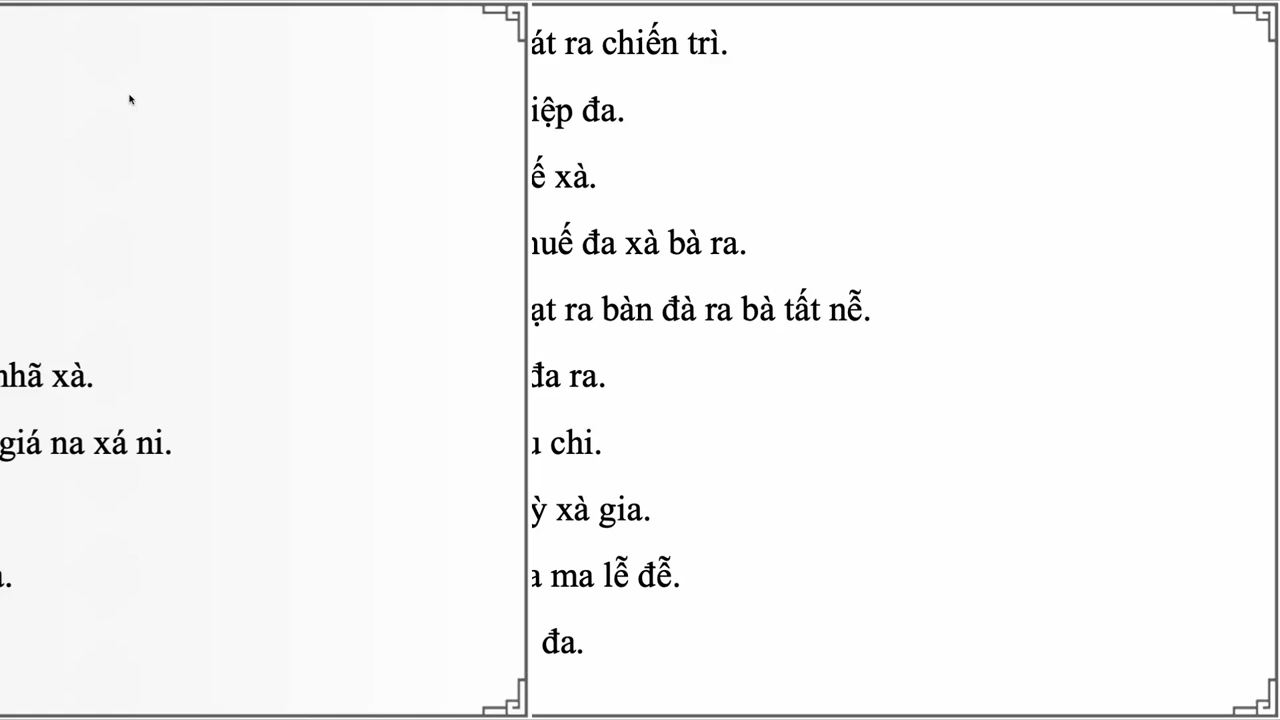 nhã xà.
giá na xá ni.
át ra chiến trì.
iệp đa.
ế xà.
huế đa xà bà ra.
ạt ra bàn đà ra bà tất nễ.
đa ra.
chi.
ỳ xà gia.
a ma lễ đễ.
đa.